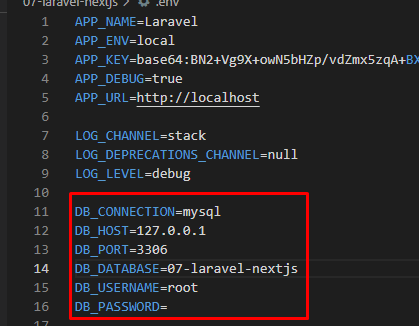 07-laravel-nextjs > .env
1 APP_NAME=Laravel
2 APP_ENV=local
3 APP_KEY=base64:BN2+Vg9X+owN5bHZp/vdZmx5zqA+BX
4 APP_DEBUG=true
5 APP_URL=http://localhost
6
7 LOG_CHANNEL=stack
8 LOG_DEPRECATIONS_CHANNEL=null
9 LOG_LEVEL=debug
10
11 DB_CONNECTION=mysql
12 DB_HOST=127.0.0.1
13 DB_PORT=3306
14 DB_DATABASE=07-laravel-nextjs
15 DB_USERNAME=root
16 DB_PASSWORD=